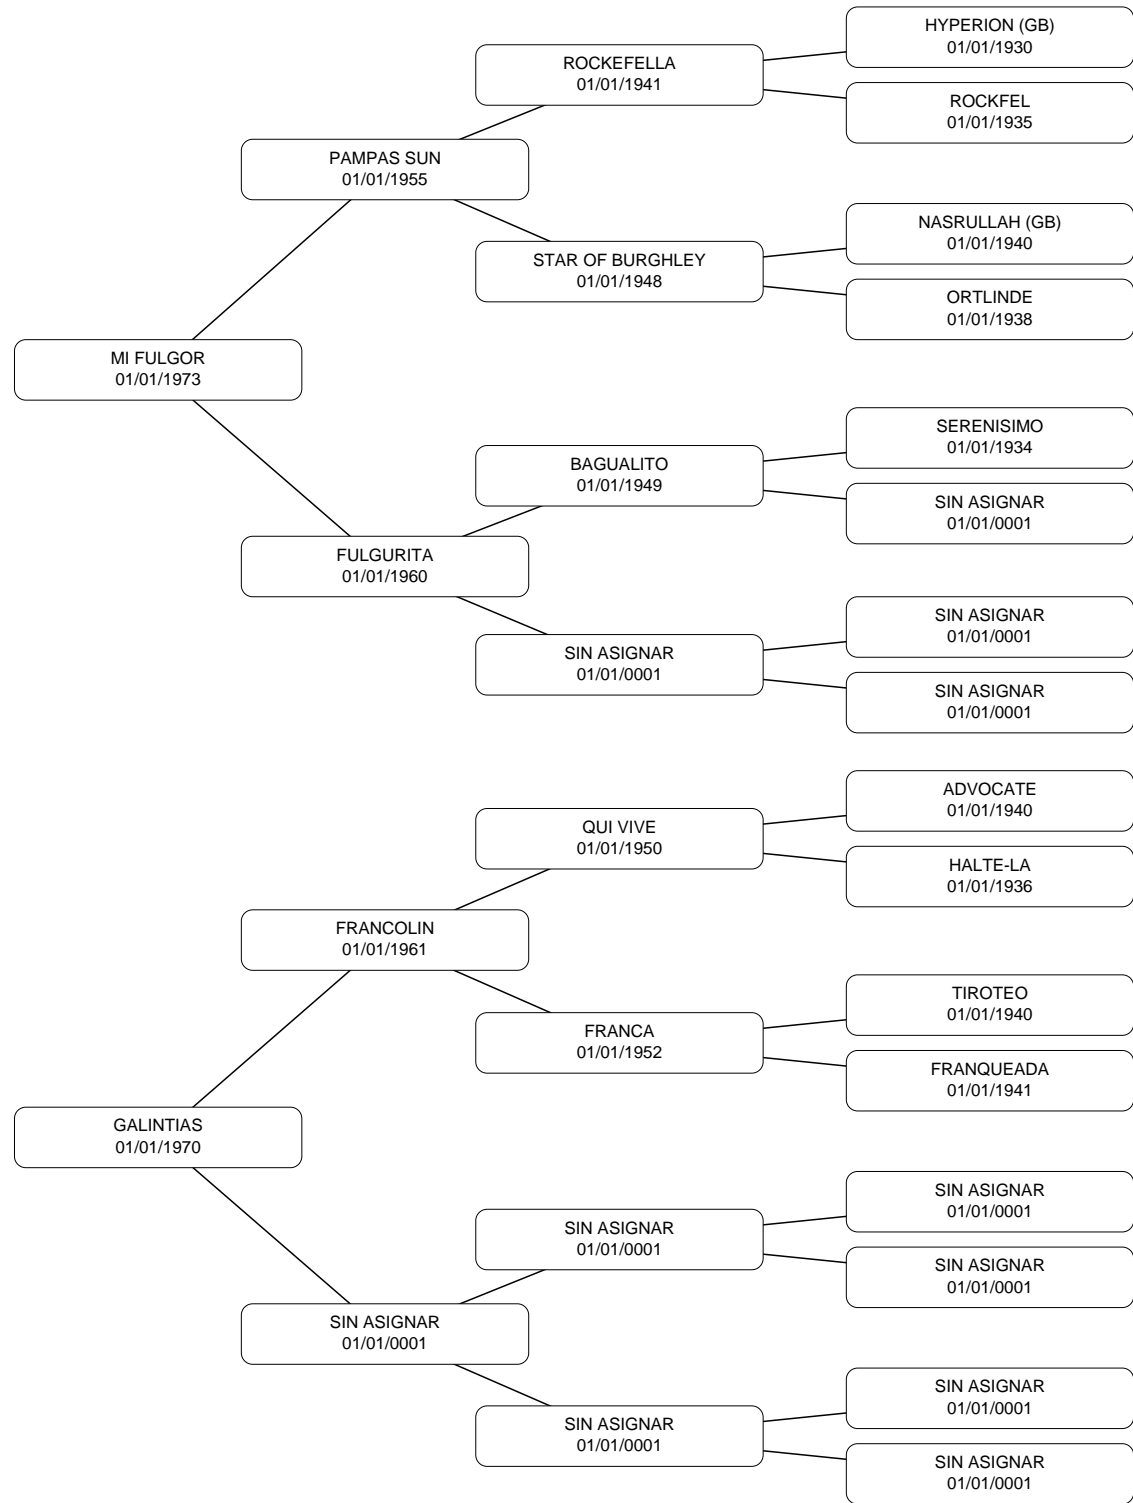 HYPERION (GB)
01/01/1930
ROCKEFELLA
01/01/1941
ROCKFEL
01/01/1935
PAMPAS SUN
01/01/1955
NASRULLAH (GB)
01/01/1940
STAR OF BURGHLEY
01/01/1948
ORTLINDE
01/01/1938
MI FULGOR
01/01/1973
SERENISIMO
01/01/1934
BAGUALITO
01/01/1949
SIN ASIGNAR
01/01/0001
FULGURITA
01/01/1960
SIN ASIGNAR
01/01/0001
SIN ASIGNAR
01/01/0001
SIN ASIGNAR
01/01/0001
ADVOCATE
01/01/1940
QUI VIVE
01/01/1950
HALTE-LA
01/01/1936
FRANCOLIN
01/01/1961
TIROTEO
01/01/1940
FRANCA
01/01/1952
FRANQUEADA
01/01/1941
GALINTIAS
01/01/1970
SIN ASIGNAR
01/01/0001
SIN ASIGNAR
01/01/0001
SIN ASIGNAR
01/01/0001
SIN ASIGNAR
01/01/0001
SIN ASIGNAR
01/01/0001
SIN ASIGNAR
01/01/0001
SIN ASIGNAR
01/01/0001